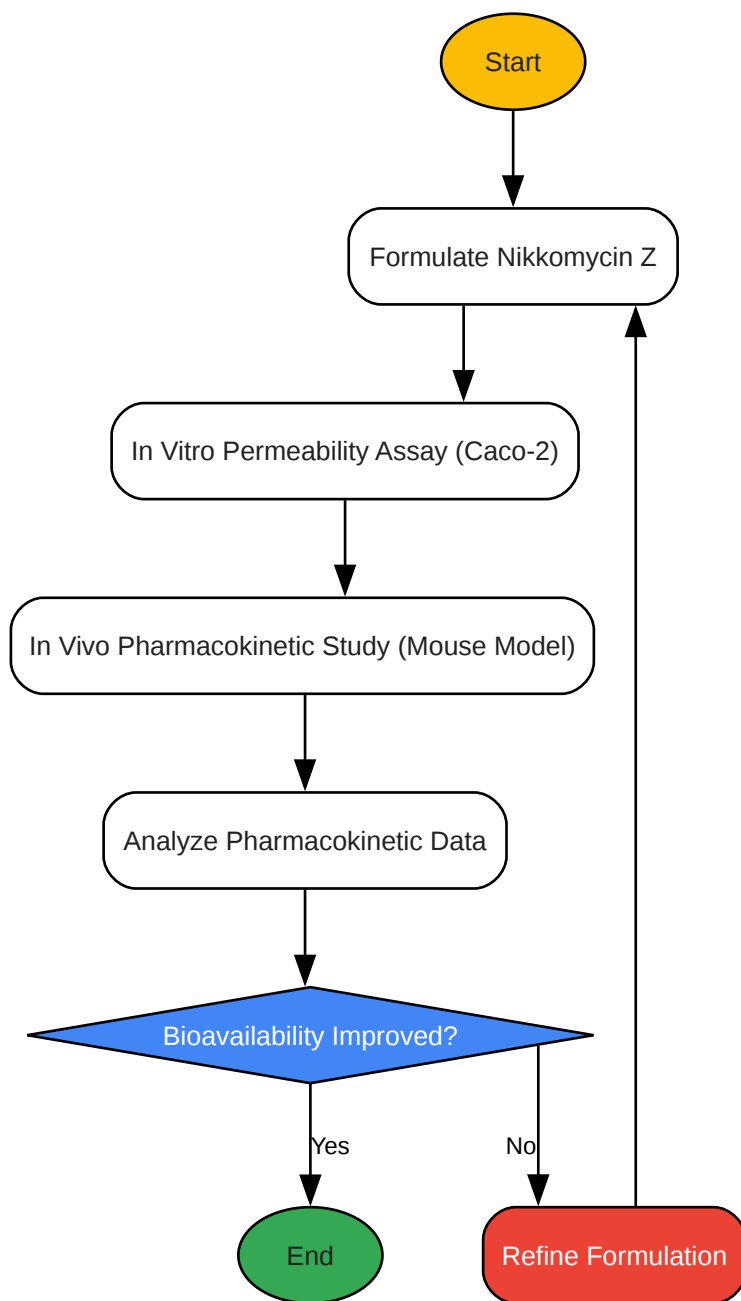 Start
Formulate Nikkomycin Z
In Vitro Permeability Assay (Caco-2)
In Vivo Pharmacokinetic Study (Mouse Model)
Analyze Pharmacokinetic Data
Bioavailability Improved?
Yes
No
End
Refine Formulation